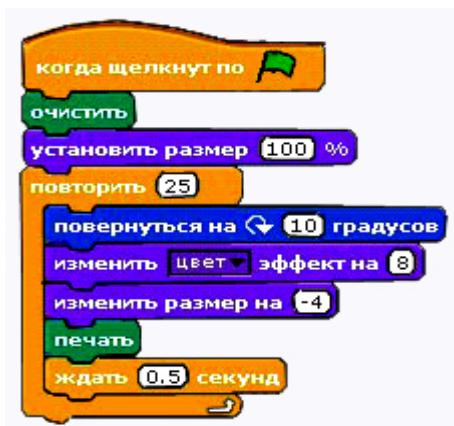 когда щелкнут по
очистить
установить размер 100 %
повторить 25
повернуться на 10 градусов
изменить цвет эффект на 8
изменить размер на -4
печать
ждать 0.5 секунд